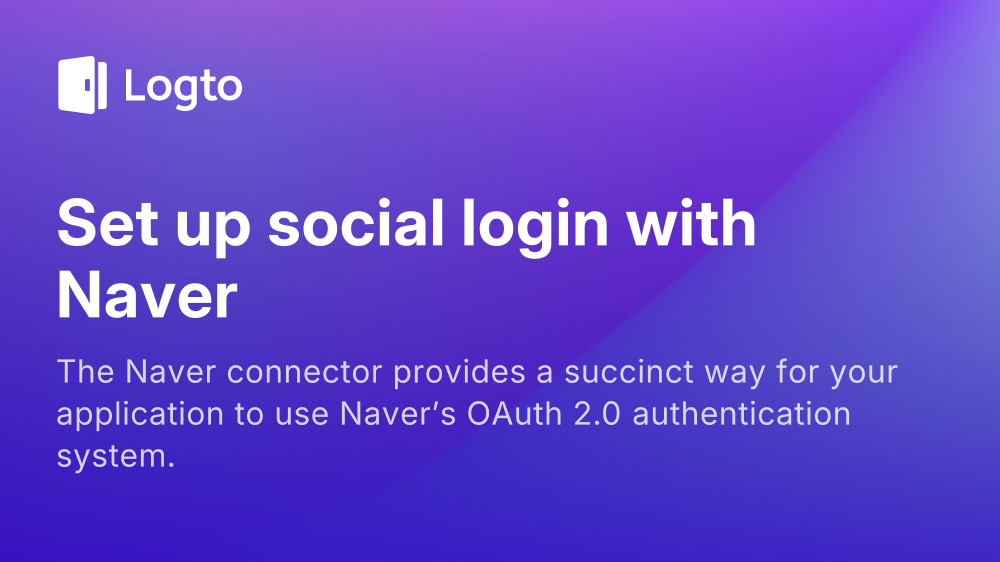 Logto
Set up social login with
Naver
The Naver connector provides a succinct way for your
application to use Naver’s OAuth 2.0 authentication
system.